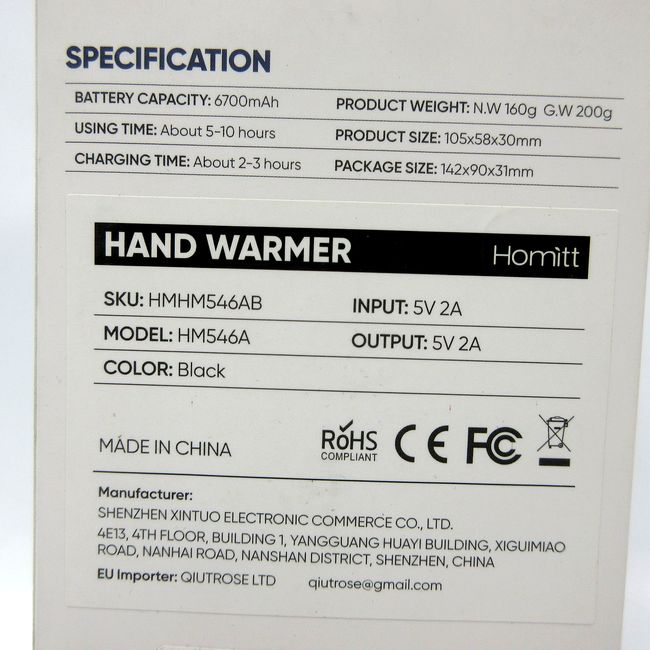 SPECIFICATION
BATTERY CAPACITY: 6700mAh PRODUCT WEIGHT: N.W 160g G.W 200g
USING TIME: About 5-10 hours PRODUCT SIZE: 105x58x30mm
CHARGING TIME: About 2-3 hours PACKAGE SIZE: 142x90x31mm
HAND WARMER Homitt
SKU: HMHM546AB INPUT: 5V 2A
MODEL: HM546A OUTPUT: 5V 2A
COLOR: Black
MADE IN CHINA RoHS COMPLIANT CE FC
Manufacturer:
SHENZHEN XINTUO ELECTRONIC COMMERCE CO., LTD.
4E13, 4TH FLOOR, BUILDING 1, YANGGUANG HUAYI BUILDING, XIGUIMIAO
ROAD, NANHAI ROAD, NANSHAN DISTRICT, SHENZHEN, CHINA
EU Importer: QIUTROSE LTD qiutrose@gmail.com